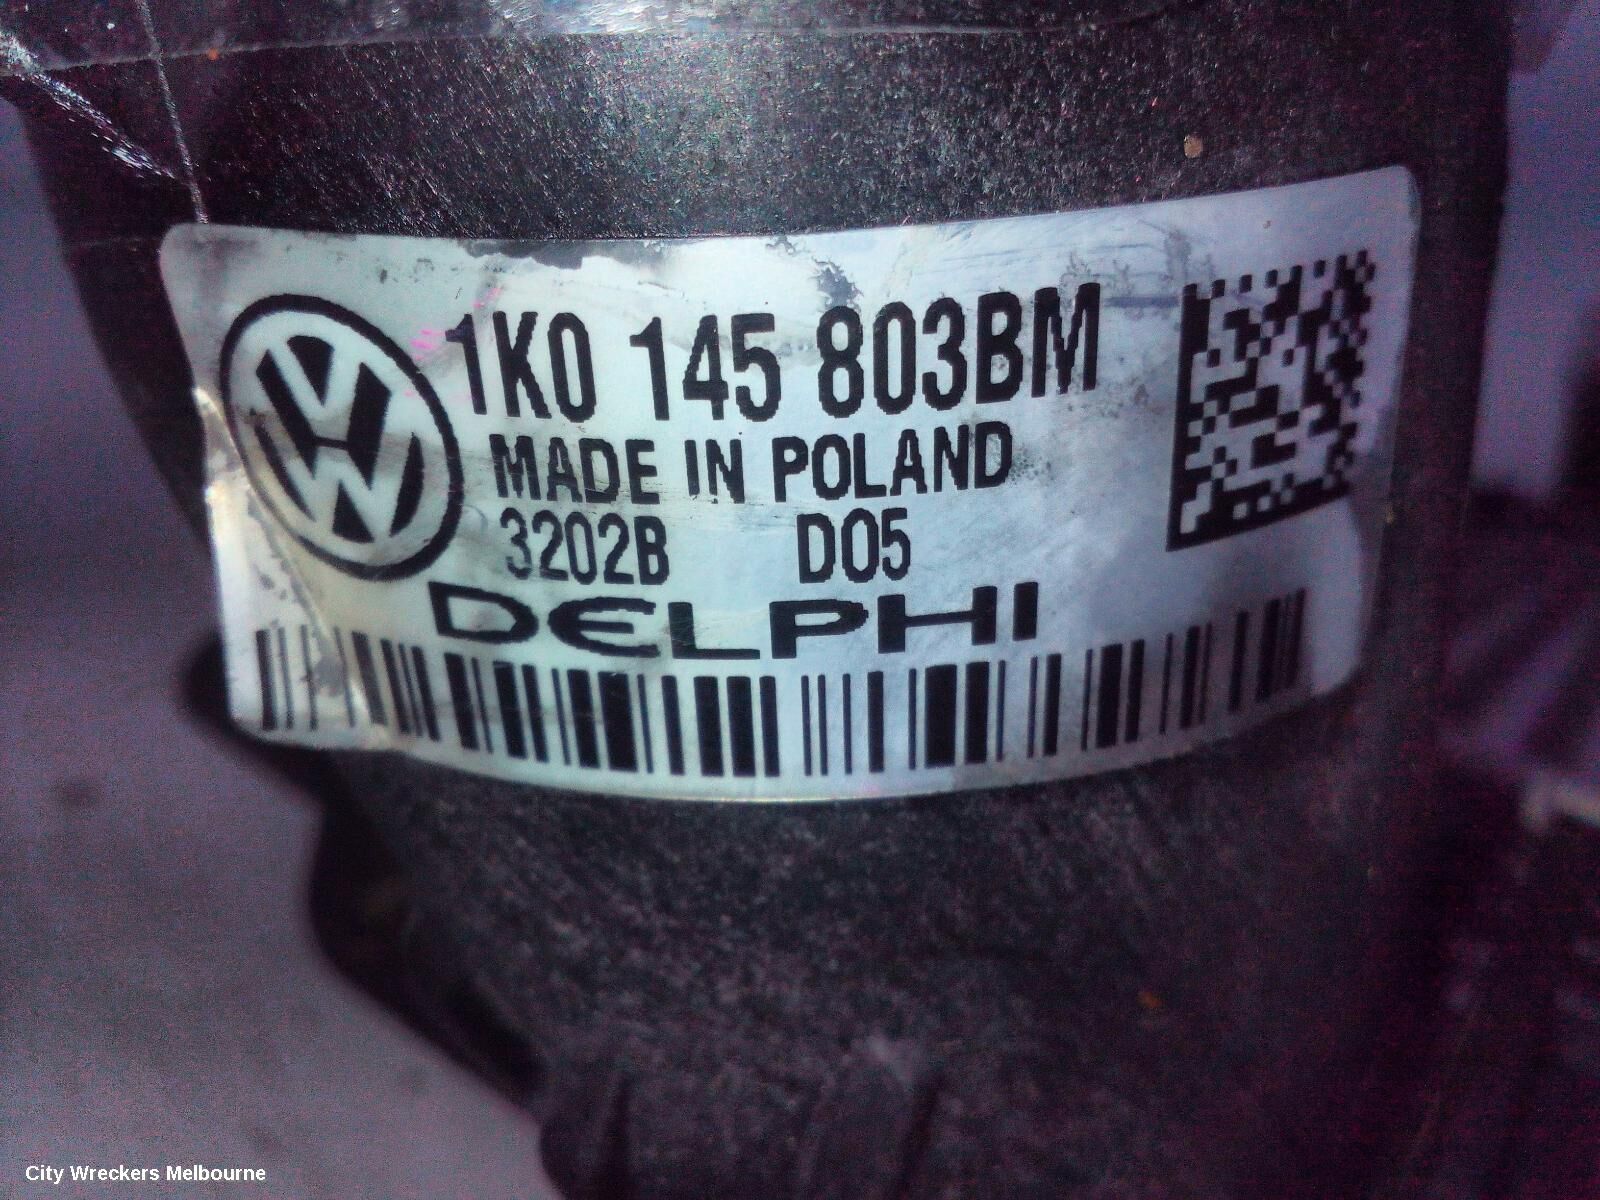 1K0 145 803BM
MADE IN POLAND
3202B D05
DELPHI
City Wreckers Melbourne